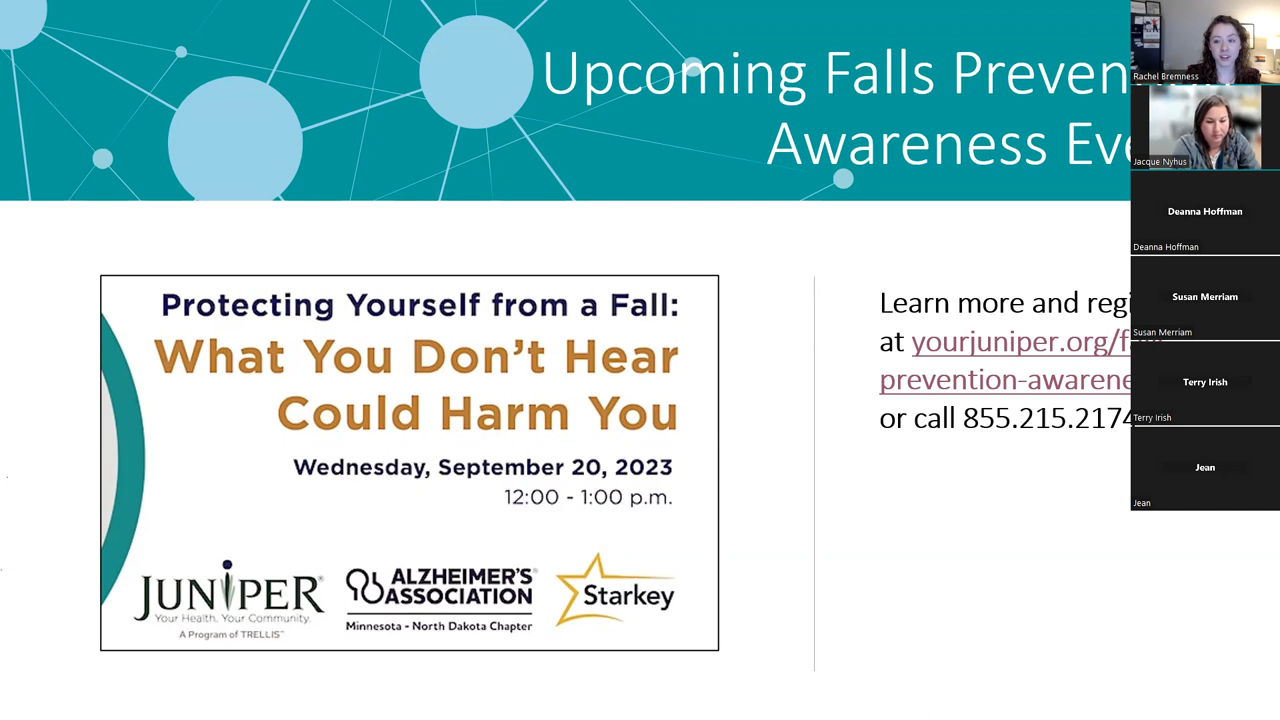 Upcoming Falls Preven
Awareness Eve
Protecting Yourself from a Fall:
What You Don't Hear
Could Harm You
Wednesday, September 20, 2023
12:00 - 1:00 p.m.
JUNIPER®
Your Health. Your Community.
A Program of TRELLIS™
ALZHEIMER'S®
ASSOCIATION
Minnesota - North Dakota Chapter
Starkey
Learn more and regi
at yourjuniper.org/f
prevention-awarene
or call 855.215.2174
Rachel Bremness
Jacque Nyhus
Deanna Hoffman
Deanna Hoffman
Susan Merriam
Susan Merriam
Terry Irish
Terry Irish
Jean
Jean